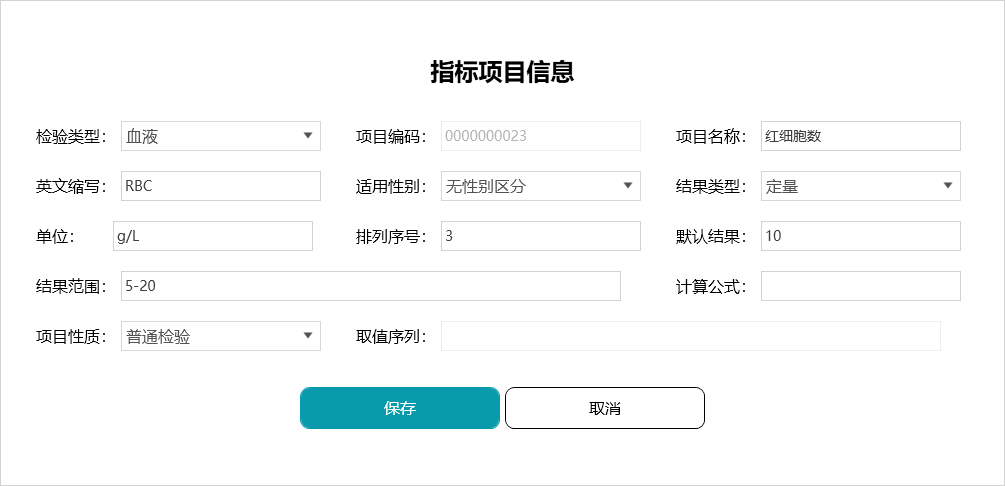 指标项目信息
检验类型： 血液 项目编码： 0000000023 项目名称： 红细胞数
英文缩写： RBC 适用性别： 无性别区分 结果类型： 定量
单位： g/L 排列序号： 3 默认结果： 10
结果范围： 5-20 计算公式：
项目性质： 普通检验 取值序列：
保存 取消